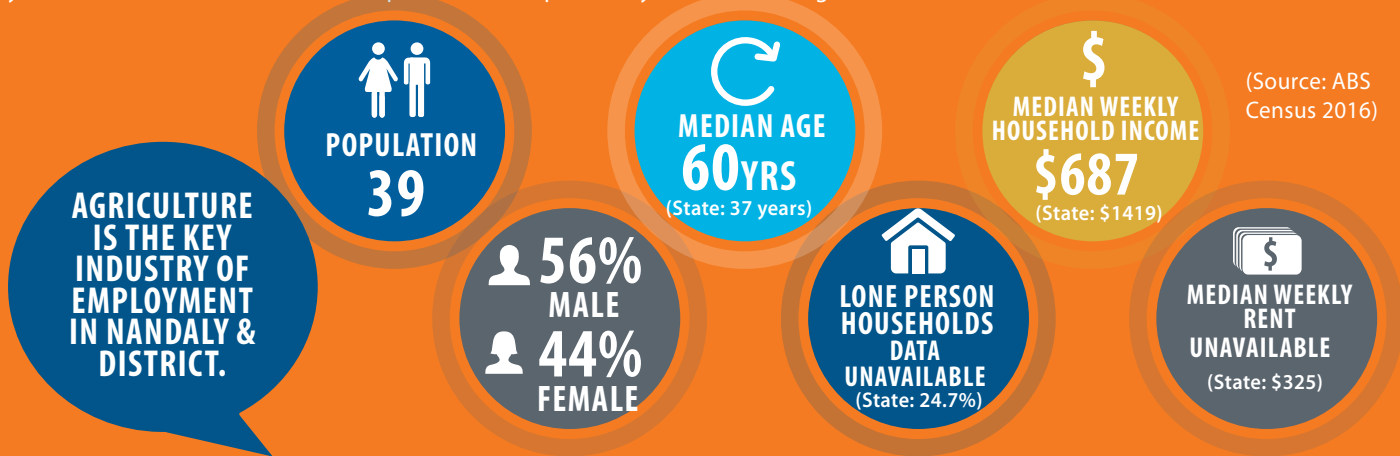 AGRICULTURE
IS THE KEY
INDUSTRY OF
EMPLOYMENT
IN NANDALY &
DISTRICT.
POPULATION
39
56%
MALE
44%
FEMALE
MEDIAN AGE
60YRS
(State: 37 years)
LONE PERSON
HOUSEHOLDS
DATA
UNAVAILABLE
(State: 24.7%)
$
MEDIAN WEEKLY
HOUSEHOLD INCOME
$687
(State: $1419)
$
MEDIAN WEEKLY
RENT
UNAVAILABLE
(State: $325)
(Source: ABS
Census 2016)